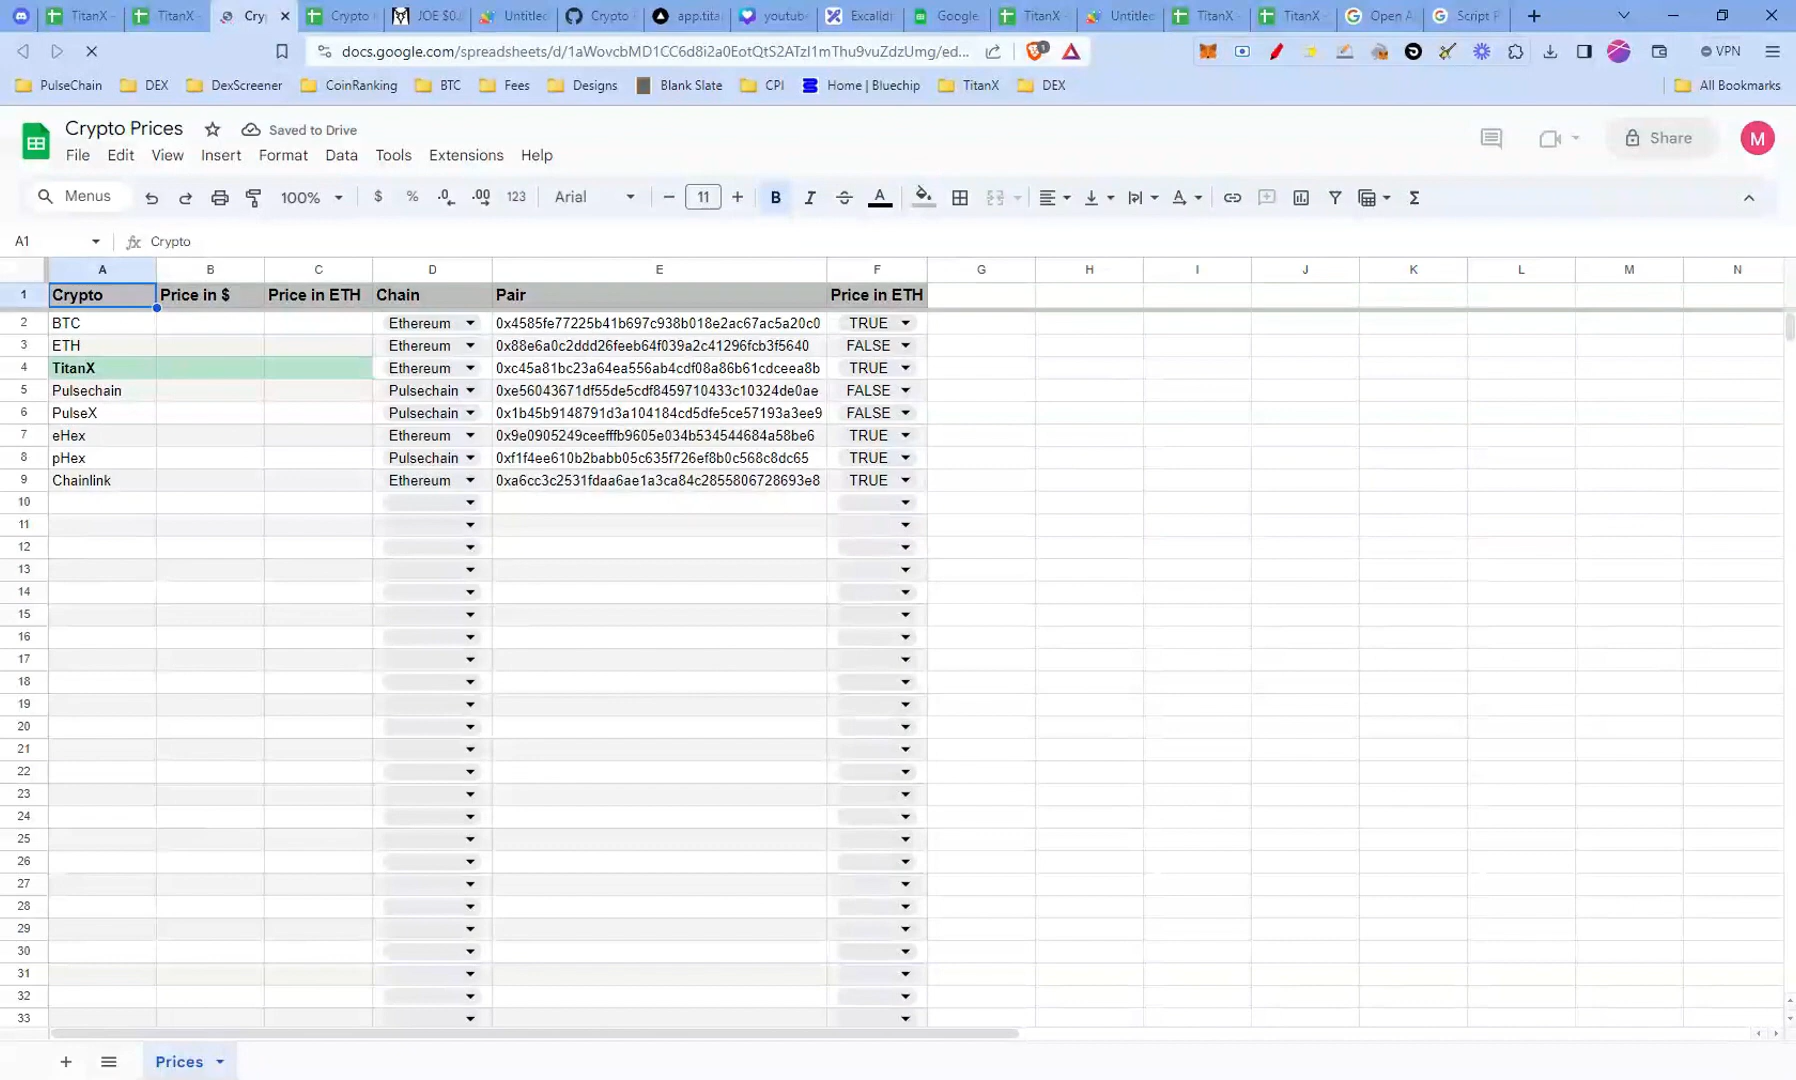 TitanX
TitanX
Cry
Crypto
JOE $0.
Untitled
Crypto
app.tita
youtub
Excalid
Google
TitanX
Untitle
TitanX
TitanX
Open A
Script P
docs.google.com/spreadsheets/d/1aWovcbMD1CC6d8i2a0EotQtS2ATzI1mThu9vuZdzUmg/ed...
1
VPN
PulseChain
DEX
DexScreener
CoinRanking
BTC
Fees
Designs
Blank Slate
CPI
Home | Bluechip
TitanX
DEX
All Bookmarks
Crypto Prices
Saved to Drive
File Edit View Insert Format Data Tools Extensions Help
Share
M
Menus
100%
$ % .0 .00 123
Arial
11
B I A A
A1
fx Crypto
A B C D E F G H I J K L M N
1 Crypto Price in $ Price in ETH Chain Pair Price in ETH
2 BTC Ethereum 0x4585fe77225b41b697c938b018e2ac67ac5a20c0 TRUE
3 ETH Ethereum 0x88e6a0c2ddd26feeb64f039a2c41296fcb3f5640 FALSE
4 TitanX Ethereum 0xc45a81bc23a64ea556ab4cdf08a86b61cdceea8b TRUE
5 Pulsechain Pulsechain 0xe56043671df55de5cdf8459710433c10324de0ae FALSE
6 PulseX Pulsechain 0x1b45b9148791d3a104184cd5dfe5ce57193a3ee9 FALSE
7 eHex Ethereum 0x9e0905249ceefffb9605e034b534544684a58be6 TRUE
8 pHex Pulsechain 0xf1f4ee610b2babb05c635f726ef8b0c568c8dc65 TRUE
9 Chainlink Ethereum 0xa6cc3c2531fdaa6ae1a3ca84c2855806728693e8 TRUE
10
11
12
13
14
15
16
17
18
19
20
21
22
23
24
25
26
27
28
29
30
31
32
33
Prices